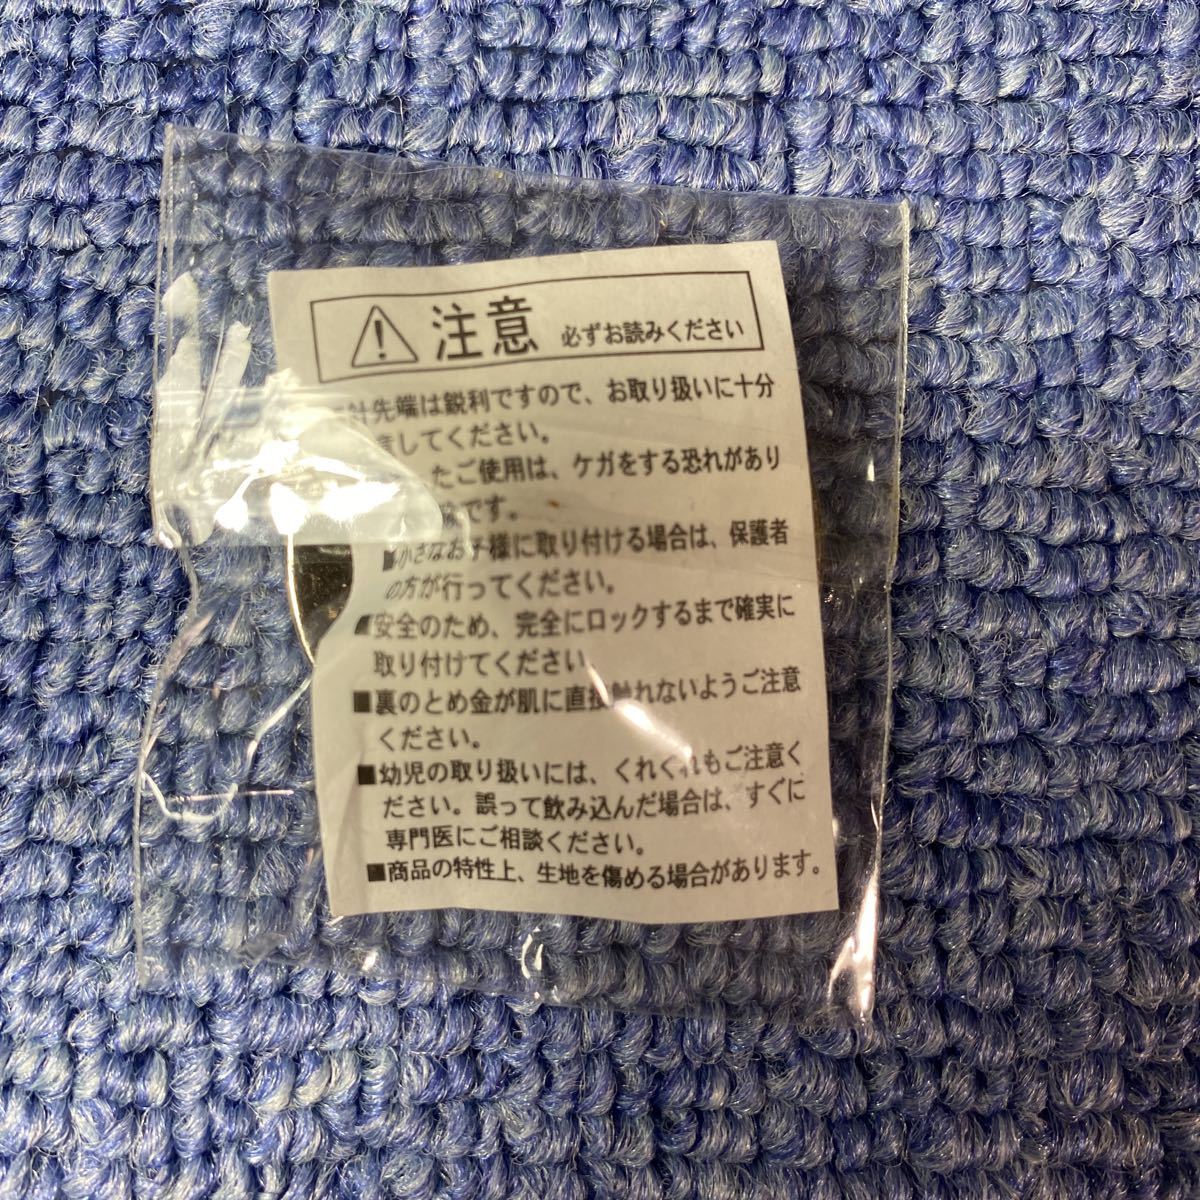 注意 必ずお読みください
針先端は鋭利ですので、お取り扱いに十分
してください。
たご使用は、ケガをする恐れがあり
です。
■小さなお子様に取り付ける場合は、保護者
の方が行ってください。
■安全のため、完全にロックするまで確実に
取り付けてください。
■裏のとめ金が肌に直接触れないようご注意
ください。
■幼児の取り扱いには、くれぐれもご注意く
ださい。誤って飲み込んだ場合は、すぐに
専門医にご相談ください。
■商品の特性上、生地を傷める場合があります。